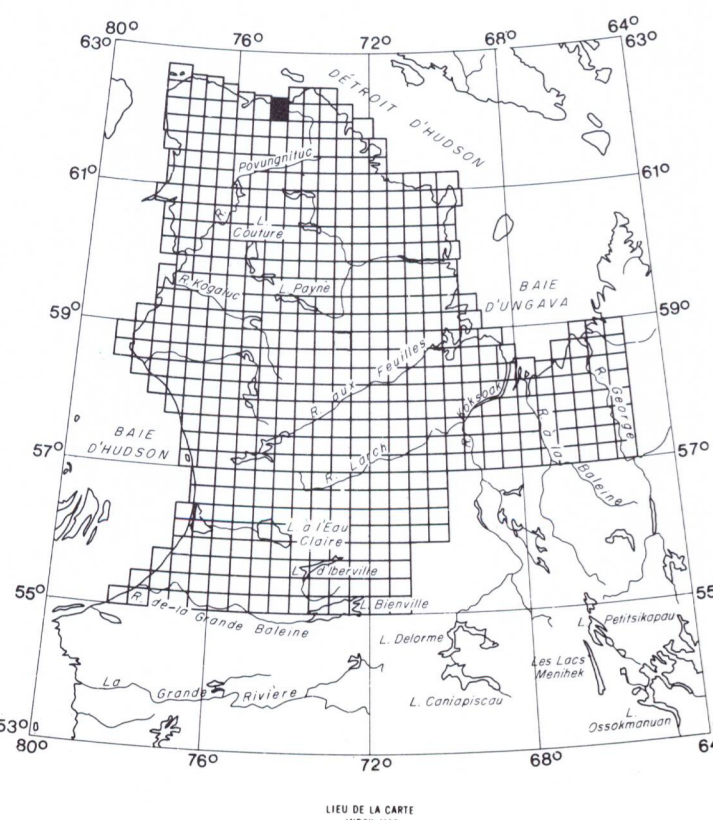 80° 76° 72° 68° 64°
63° 63°
DÉTROIT D'HUDSON
R. Povungnituc
61° 61°
L. Couture
R. Kogaluc
L. Payne
BAIE D'UNGAVA
59° 59°
R. aux Feuilles
Koksoak
R. à la Baleine
R. George
BAIE D'HUDSON
57° 57°
R. Larch
L. à l'Eau Claire
L. d'Iberville
55° 55
R. de-la Grande Baleine
L. Bienville
L. Petitsikapau
L. Delorme
Les Lacs Menihek
La Grande Rivière
L. Caniapiscau
L. Ossokmanuan
53°
80° 76° 72° 68° 64
LIEU DE LA CARTE